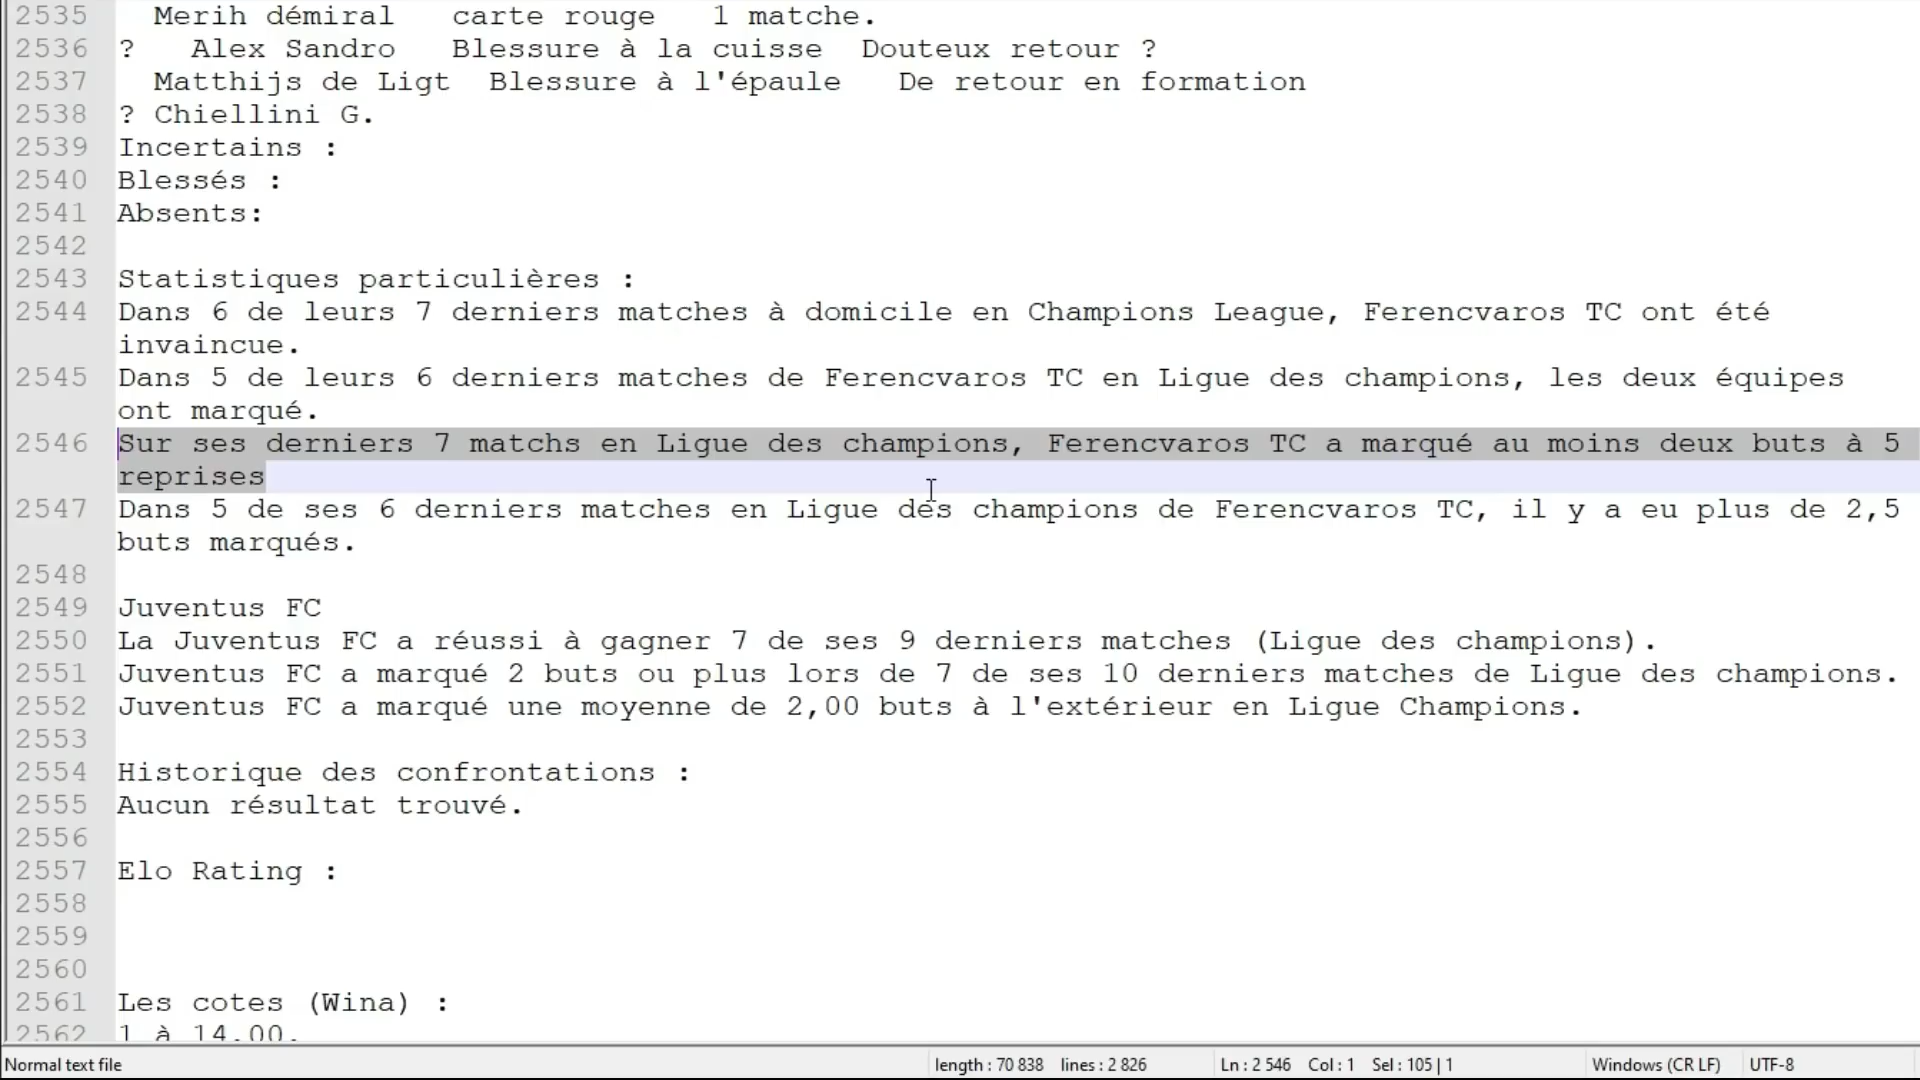 2535 Merih démiral carte rouge 1 matche.
2536 ? Alex Sandro Blessure à la cuisse Douteux retour ?
2537 Matthijs de Ligt Blessure à l'épaule De retour en formation
2538 ? Chiellini G.
2539 Incertains :
2540 Blessés :
2541 Absents:
2542
2543 Statistiques particulières :
2544 Dans 6 de leurs 7 derniers matches à domicile en Champions League, Ferencvaros TC ont été
invaincue.
2545 Dans 5 de leurs 6 derniers matches de Ferencvaros TC en Ligue des champions, les deux équipes
ont marqué.
2546 Sur ses derniers 7 matchs en Ligue des champions, Ferencvaros TC a marqué au moins deux buts à 5
reprises
2547 Dans 5 de ses 6 derniers matches en Ligue des champions de Ferencvaros TC, il y a eu plus de 2,5
buts marqués.
2548
2549 Juventus FC
2550 La Juventus FC a réussi à gagner 7 de ses 9 derniers matches (Ligue des champions).
2551 Juventus FC a marqué 2 buts ou plus lors de 7 de ses 10 derniers matches de Ligue des champions.
2552 Juventus FC a marqué une moyenne de 2,00 buts à l'extérieur en Ligue Champions.
2553
2554 Historique des confrontations :
2555 Aucun résultat trouvé.
2556
2557 Elo Rating :
2558
2559
2560
2561 Les cotes (Wina) :
2562 1 à 14.00.
Normal text file length : 70 838 lines : 2 826 Ln : 2 546 Col : 1 Sel : 105 | 1 Windows (CR LF) UTF-8